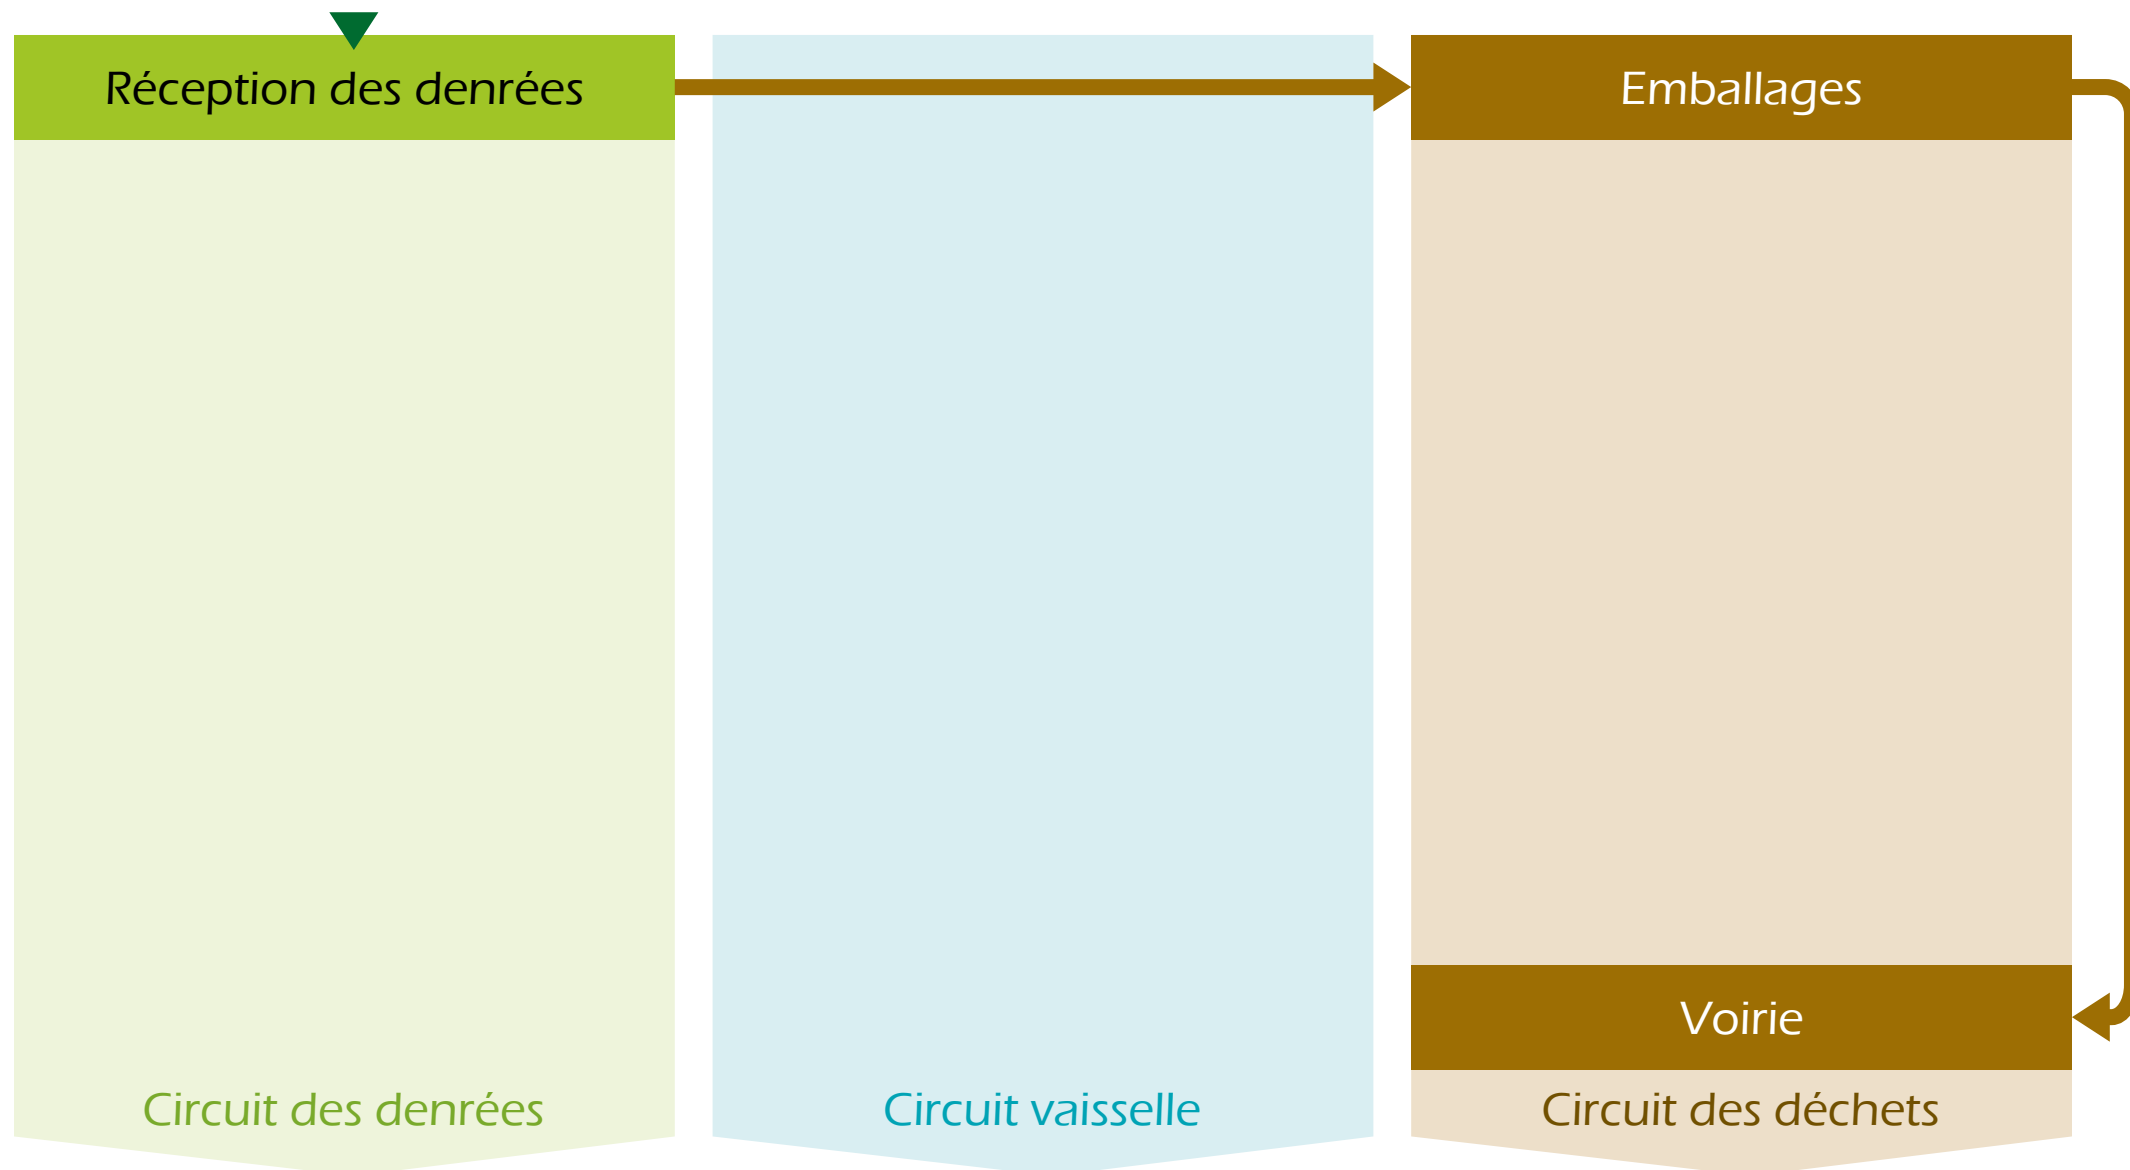 Réception des denrées
Emballages
Voirie
Circuit des denrées
Circuit vaisselle
Circuit des déchets